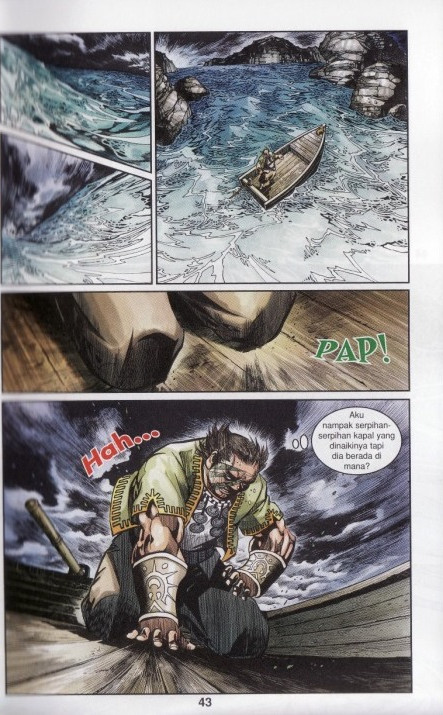 PAP!
Hah...
Aku
nampak serpihan-
serpihan kapal yang
dinaikinya tapi
dia berada di
mana?
43